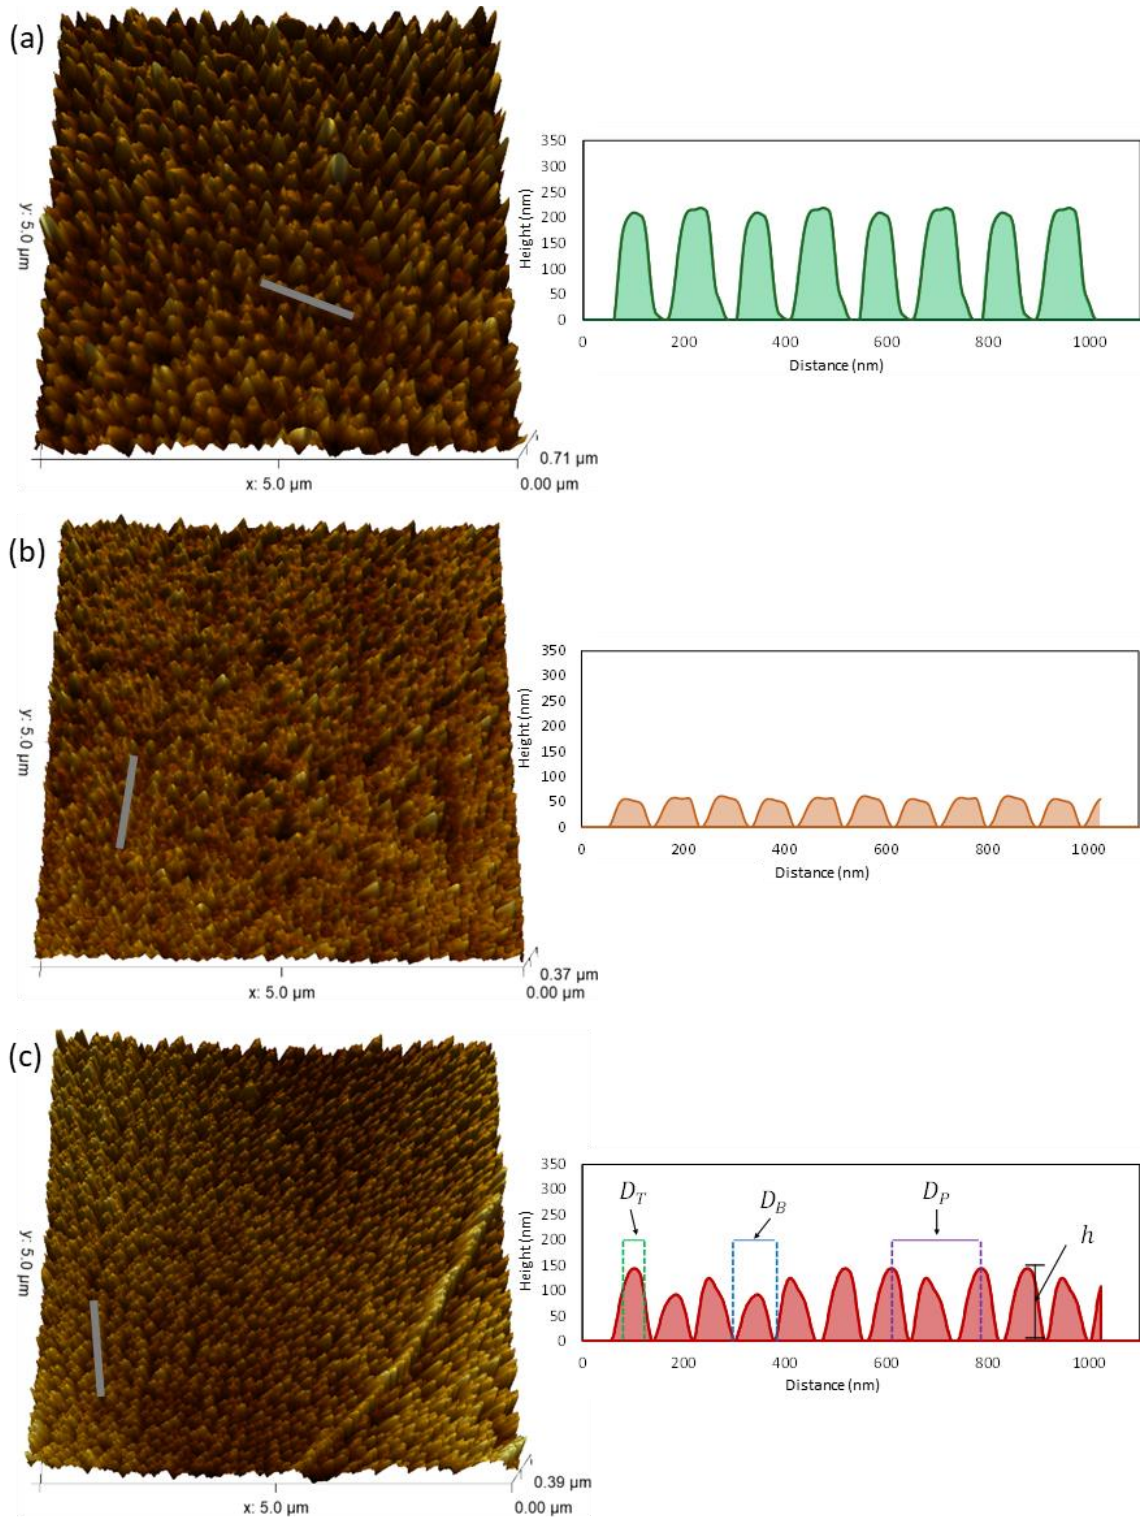 (a)
y: 5.0 µm
x: 5.0 µm
0.71 µm
0.00 µm
Height (nm)
350
300
250
200
150
100
50
0
0 200 400 600 800 1000
Distance (nm)
(b)
y: 5.0 µm
x: 5.0 µm
0.37 µm
0.00 µm
Height (nm)
350
300
250
200
150
100
50
0
0 200 400 600 800 1000
Distance (nm)
(c)
y: 5.0 µm
x: 5.0 µm
0.39 µm
0.00 µm
Height (nm)
350
300
250
200
150
100
50
0
D_T D_B D_P h
0 200 400 600 800 1000
Distance (nm)